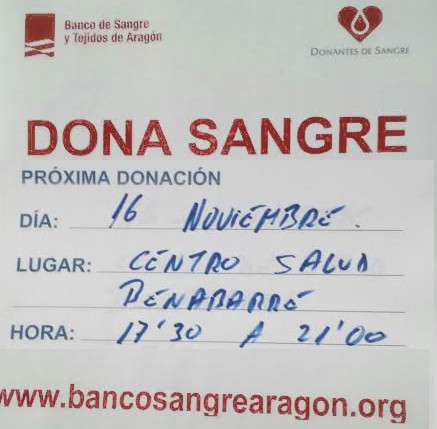 Banco de Sangre
y Tejidos de Aragón
DONANTES DE SANGRE
DONA SANGRE
PRÓXIMA DONACIÓN
DÍA: 16 NOVIEMBRE.
LUGAR: CENTRO SALUD
BENABARRE
HORA: 17'30 A 21'00
www.bancosangrearagon.org